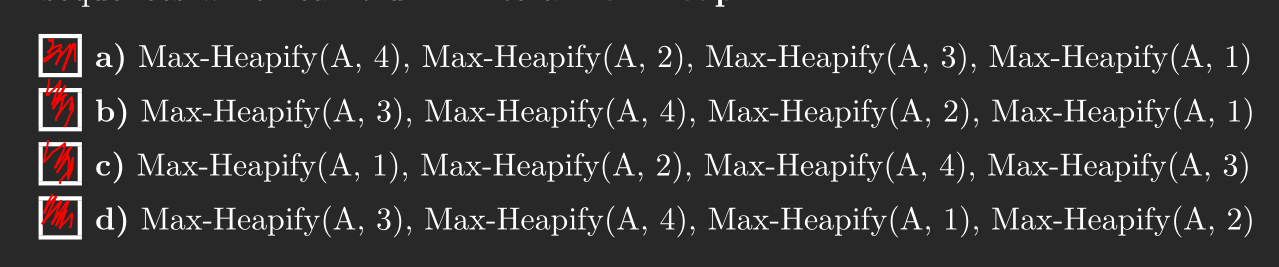 a) Max-Heapify(A, 4), Max-Heapify(A, 2), Max-Heapify(A, 3), Max-Heapify(A, 1)
b) Max-Heapify(A, 3), Max-Heapify(A, 4), Max-Heapify(A, 2), Max-Heapify(A, 1)
c) Max-Heapify(A, 1), Max-Heapify(A, 2), Max-Heapify(A, 4), Max-Heapify(A, 3)
d) Max-Heapify(A, 3), Max-Heapify(A, 4), Max-Heapify(A, 1), Max-Heapify(A, 2)